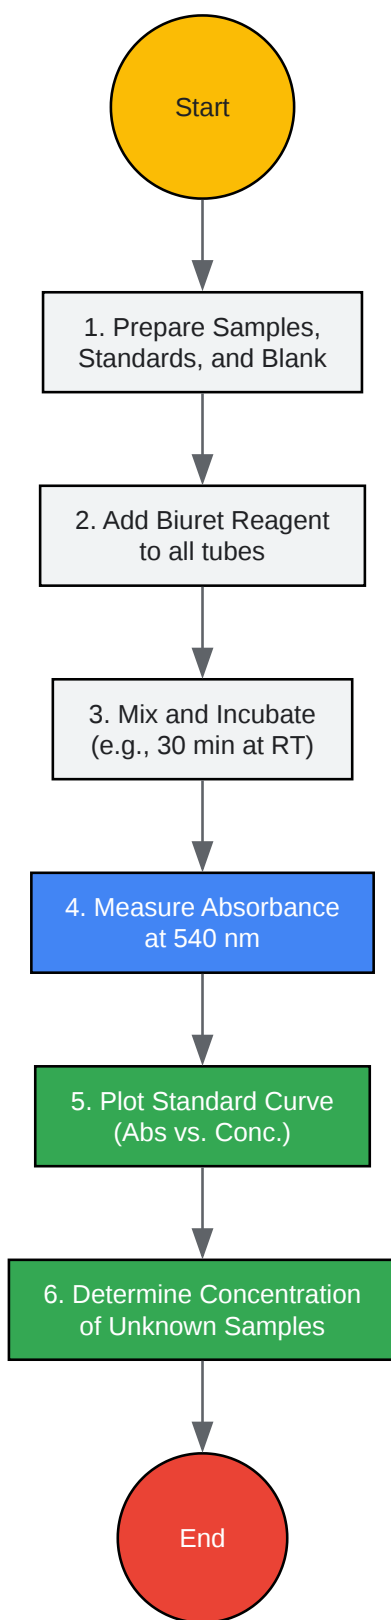 Start
1. Prepare Samples,
Standards, and Blank
2. Add Biuret Reagent
to all tubes
3. Mix and Incubate
(e.g., 30 min at RT)
4. Measure Absorbance
at 540 nm
5. Plot Standard Curve
(Abs vs. Conc.)
6. Determine Concentration
of Unknown Samples
End